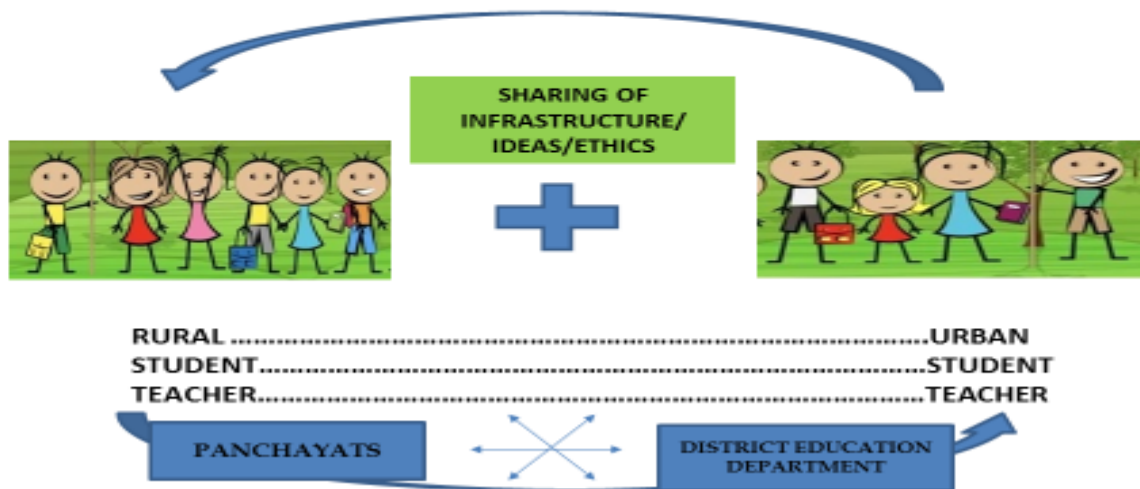 SHARING OF
INFRASTRUCTURE/
IDEAS/ETHICS
RURAL ……………………………………………………………………………….URBAN
STUDENT……………………………………………………………………………STUDENT
TEACHER……………………………………………………………………………TEACHER
PANCHAYATS
DISTRICT EDUCATION
DEPARTMENT